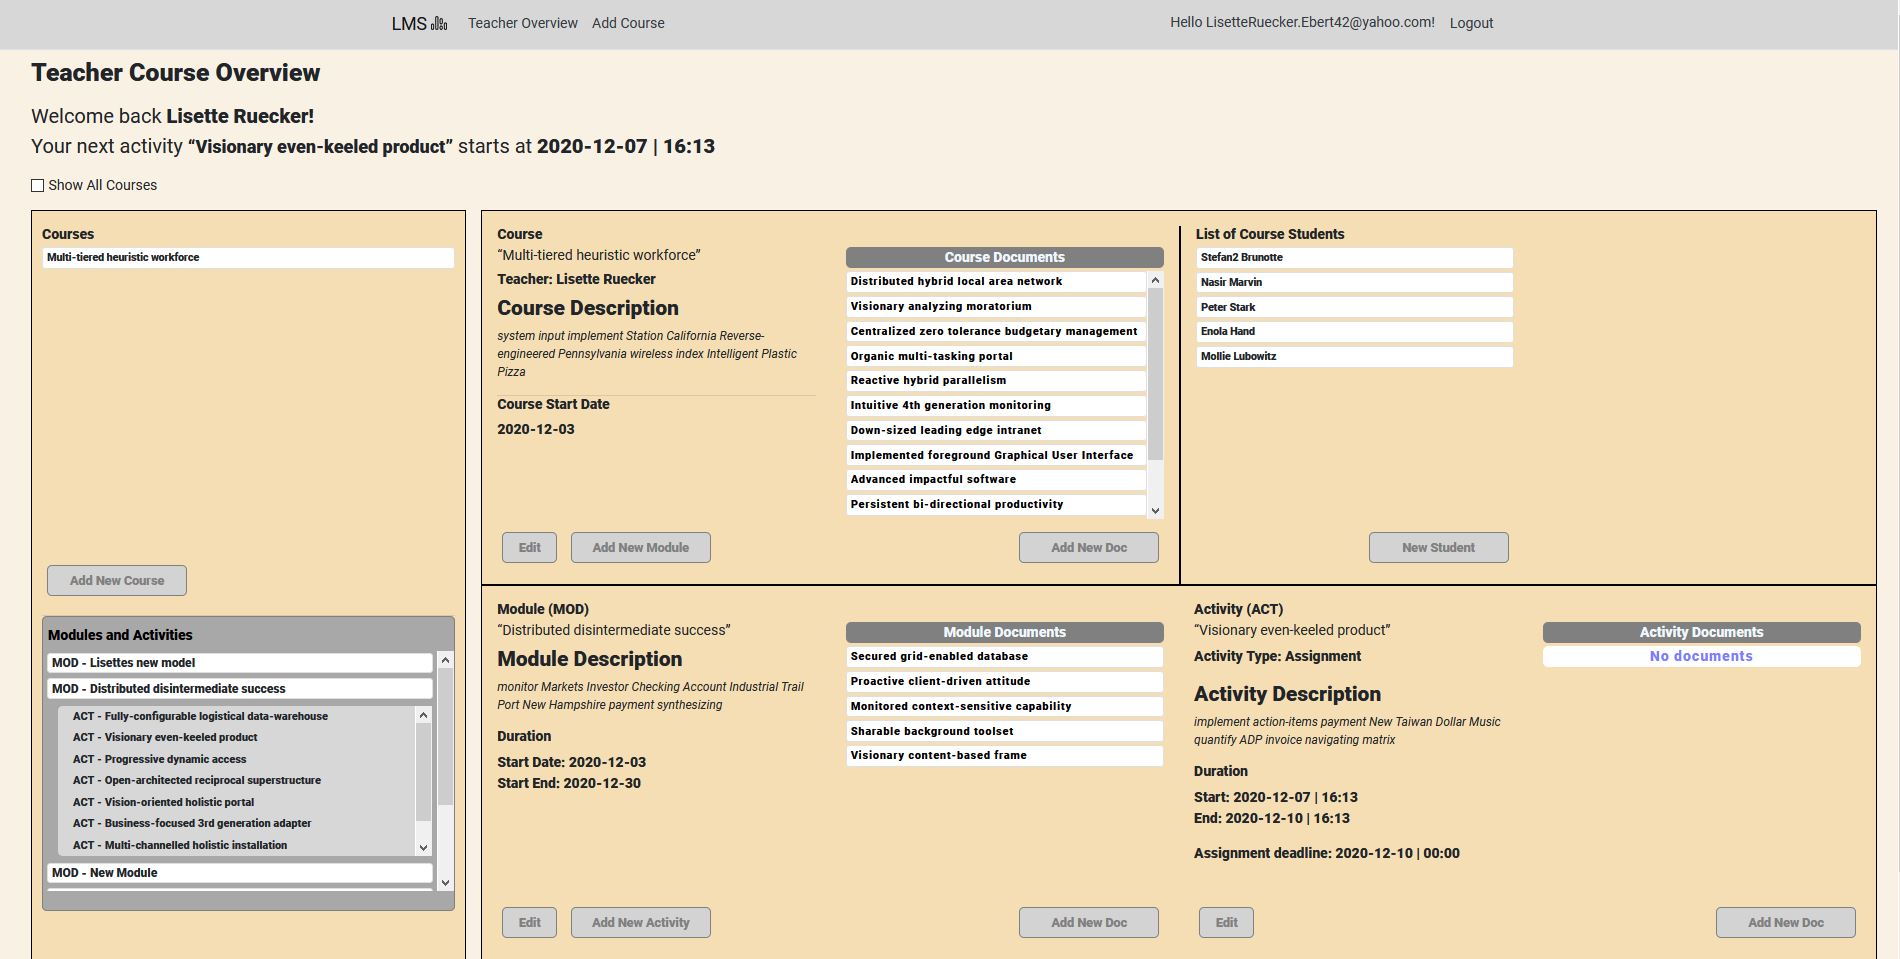 LMS Teacher Overview Add Course Hello LisetteRuecker.Ebert42@yahoo.com! Logout
Teacher Course Overview
Welcome back Lisette Ruecker!
Your next activity “Visionary even-keeled product” starts at 2020-12-07 | 16:13
Show All Courses
Courses
Multi-tiered heuristic workforce
Add New Course
Modules and Activities
MOD - Lisettes new model
MOD - Distributed disintermediate success
ACT - Fully-configurable logistical data-warehouse
ACT - Visionary even-keeled product
ACT - Progressive dynamic access
ACT - Open-architected reciprocal superstructure
ACT - Vision-oriented holistic portal
ACT - Business-focused 3rd generation adapter
ACT - Multi-channelled holistic installation
MOD - New Module
Course
“Multi-tiered heuristic workforce”
Teacher: Lisette Ruecker
Course Description
system input implement Station California Reverse-
engineered Pennsylvania wireless index Intelligent Plastic
Pizza
Course Start Date
2020-12-03
Edit
Add New Module
Course Documents
Distributed hybrid local area network
Visionary analyzing moratorium
Centralized zero tolerance budgetary management
Organic multi-tasking portal
Reactive hybrid parallelism
Intuitive 4th generation monitoring
Down-sized leading edge intranet
Implemented foreground Graphical User Interface
Advanced impactful software
Persistent bi-directional productivity
Add New Doc
List of Course Students
Stefan2 Brunotte
Nasir Marvin
Peter Stark
Enola Hand
Mollie Lubowitz
New Student
Module (MOD)
“Distributed disintermediate success”
Module Description
monitor Markets Investor Checking Account Industrial Trail
Port New Hampshire payment synthesizing
Duration
Start Date: 2020-12-03
Start End: 2020-12-30
Edit
Add New Activity
Module Documents
Secured grid-enabled database
Proactive client-driven attitude
Monitored context-sensitive capability
Sharable background toolset
Visionary content-based frame
Add New Doc
Activity (ACT)
“Visionary even-keeled product”
Activity Type: Assignment
Activity Description
implement action-items payment New Taiwan Dollar Music
quantify ADP invoice navigating matrix
Duration
Start: 2020-12-07 | 16:13
End: 2020-12-10 | 16:13
Assignment deadline: 2020-12-10 | 00:00
Edit
Activity Documents
No documents
Add New Doc